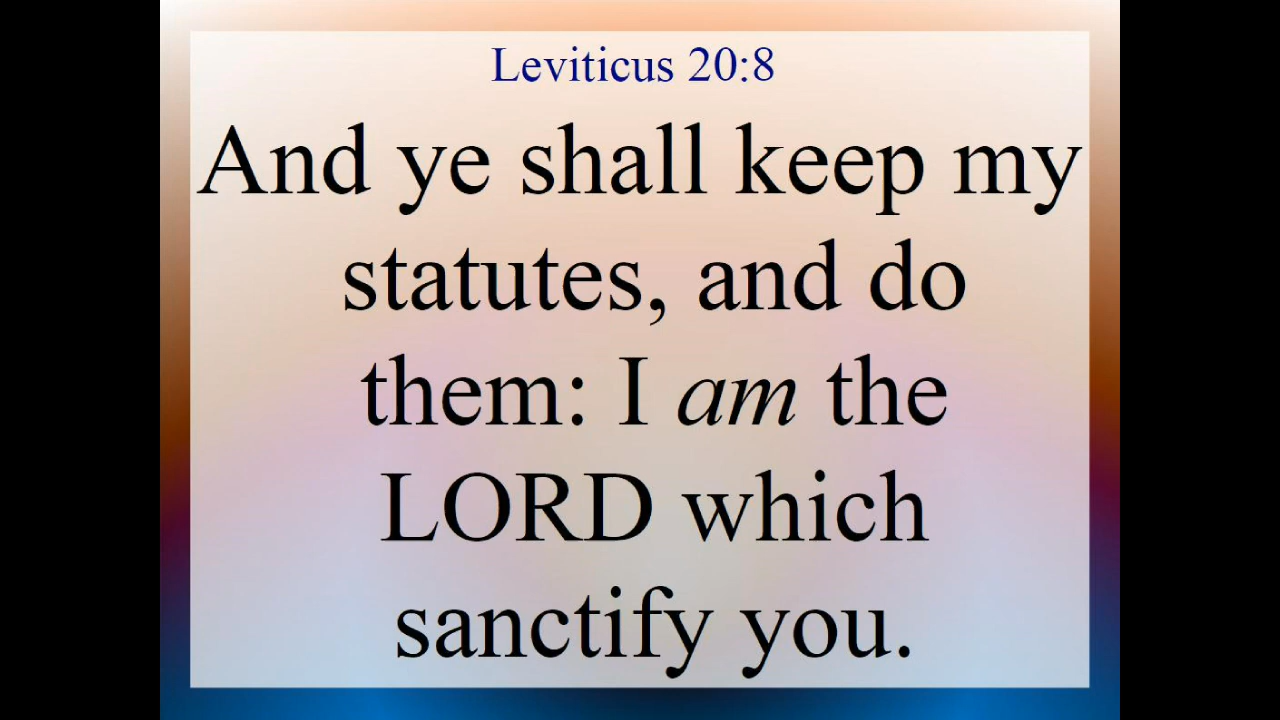 Leviticus 20:8
And ye shall keep my
statutes, and do
them: I am the
LORD which
sanctify you.